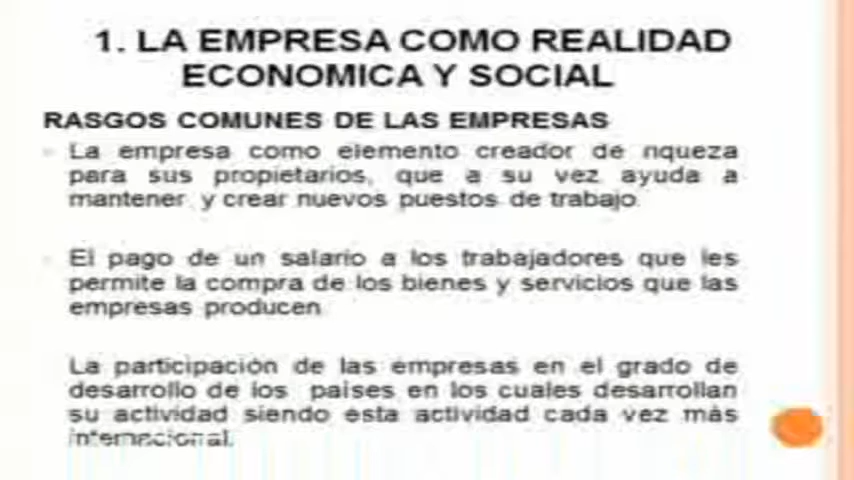 1. LA EMPRESA COMO REALIDAD
ECONOMICA Y SOCIAL
RASGOS COMUNES DE LAS EMPRESAS
La empresa como elemento creador de riqueza
para sus propietarios, que a su vez ayuda a
mantener y crear nuevos puestos de trabajo
El pago de un salario a los trabajadores que les
permite la compra de los bienes y servicios que las
empresas producen
La participación de las empresas en el grado de
desarrollo de los países en los cuales desarrollan
su actividad siendo esta actividad cada vez más
internacional.